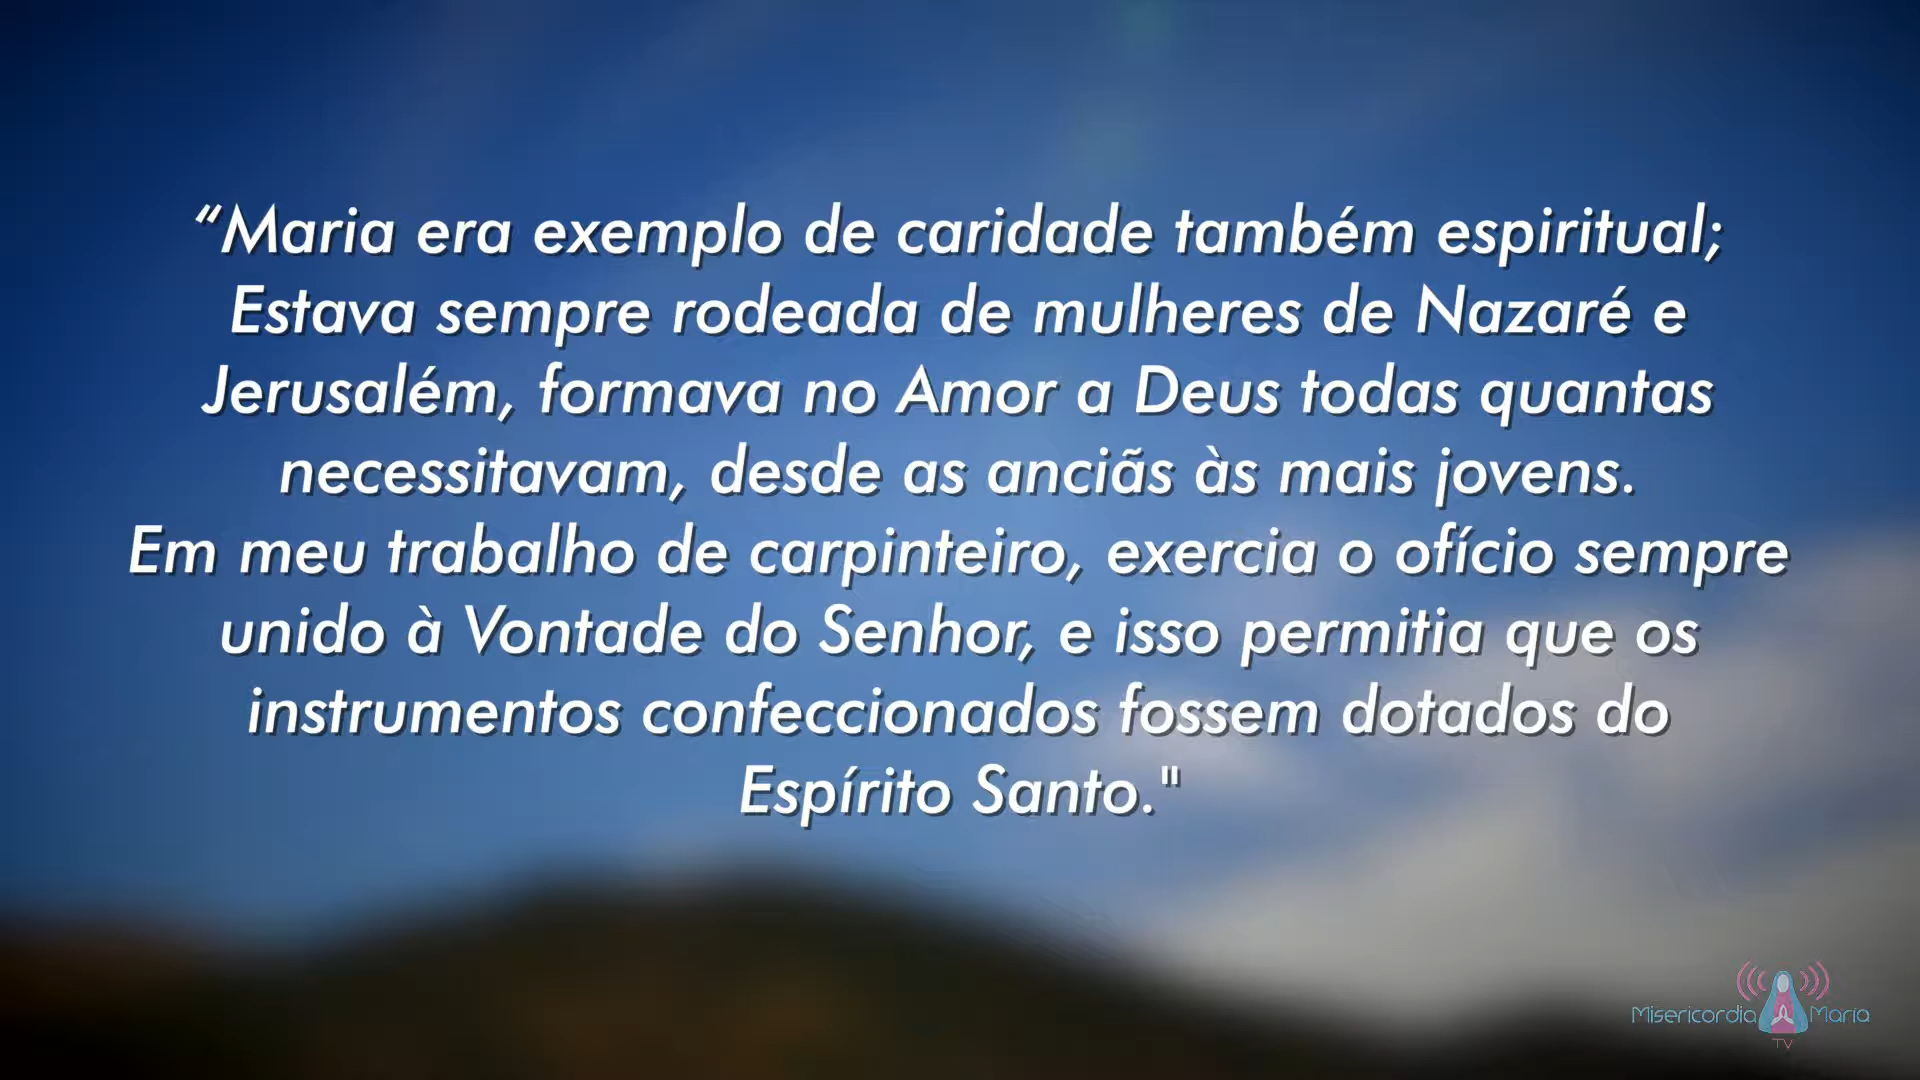 “Maria era exemplo de caridade também espiritual;
Estava sempre rodeada de mulheres de Nazaré e
Jerusalém, formava no Amor a Deus todas quantas
necessitavam, desde as anciãs às mais jovens.
Em meu trabalho de carpinteiro, exercia o ofício sempre
unido à Vontade do Senhor, e isso permitia que os
instrumentos confeccionados fossem dotados do
Espírito Santo."
Misericordia Maria
TV